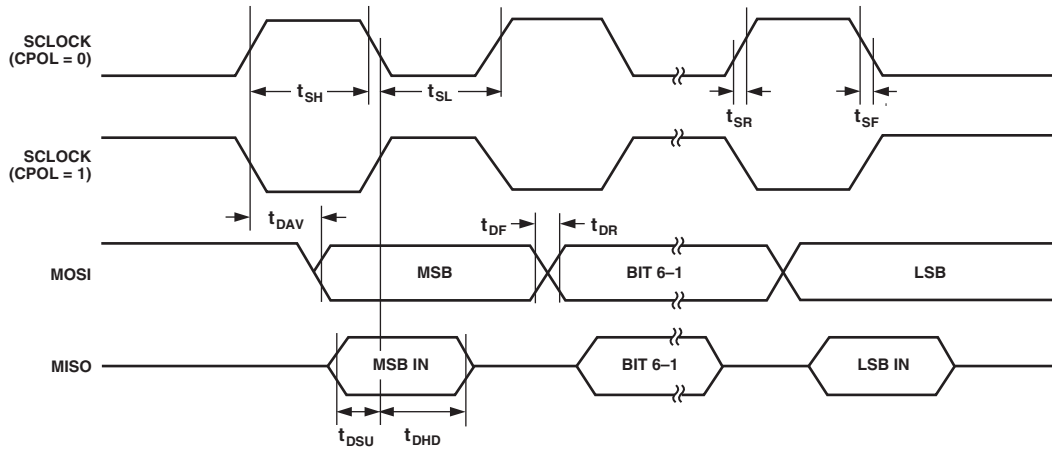 SCLOCK
(CPOL = 0)
tSH
tSL
tSR
tSF
SCLOCK
(CPOL = 1)
tDAV
tDF
tDR
MOSI
MSB
BIT 6–1
LSB
MISO
MSB IN
BIT 6–1
LSB IN
tDSU
tDHD